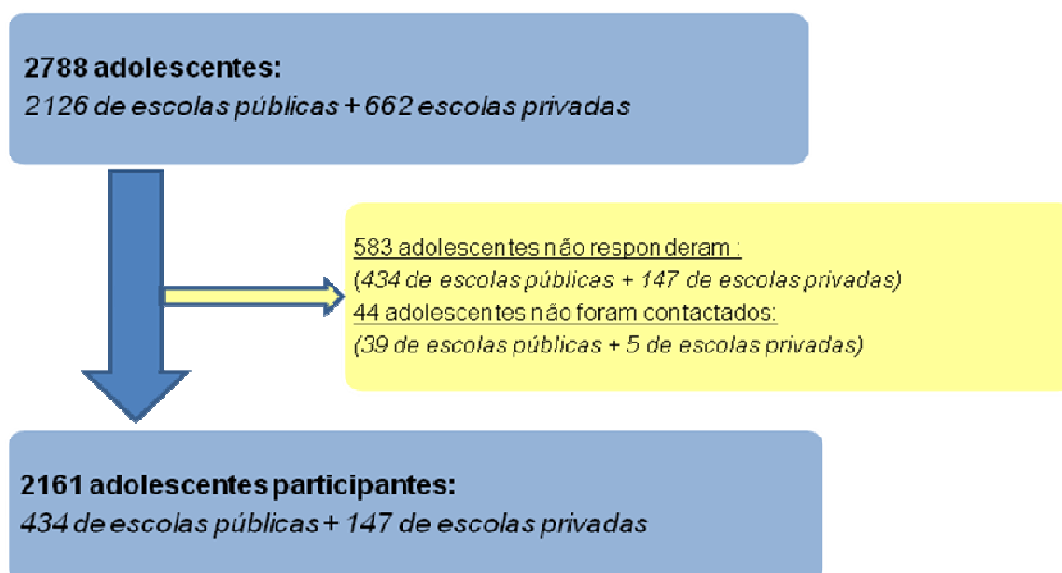 2788 adolescentes:
2126 de escolas públicas + 662 escolas privadas
583 adolescentes não responderam :
(434 de escolas públicas + 147 de escolas privadas)
44 adolescentes não foram contactados:
(39 de escolas públicas + 5 de escolas privadas)
2161 adolescentes participantes:
434 de escolas públicas + 147 de escolas privadas